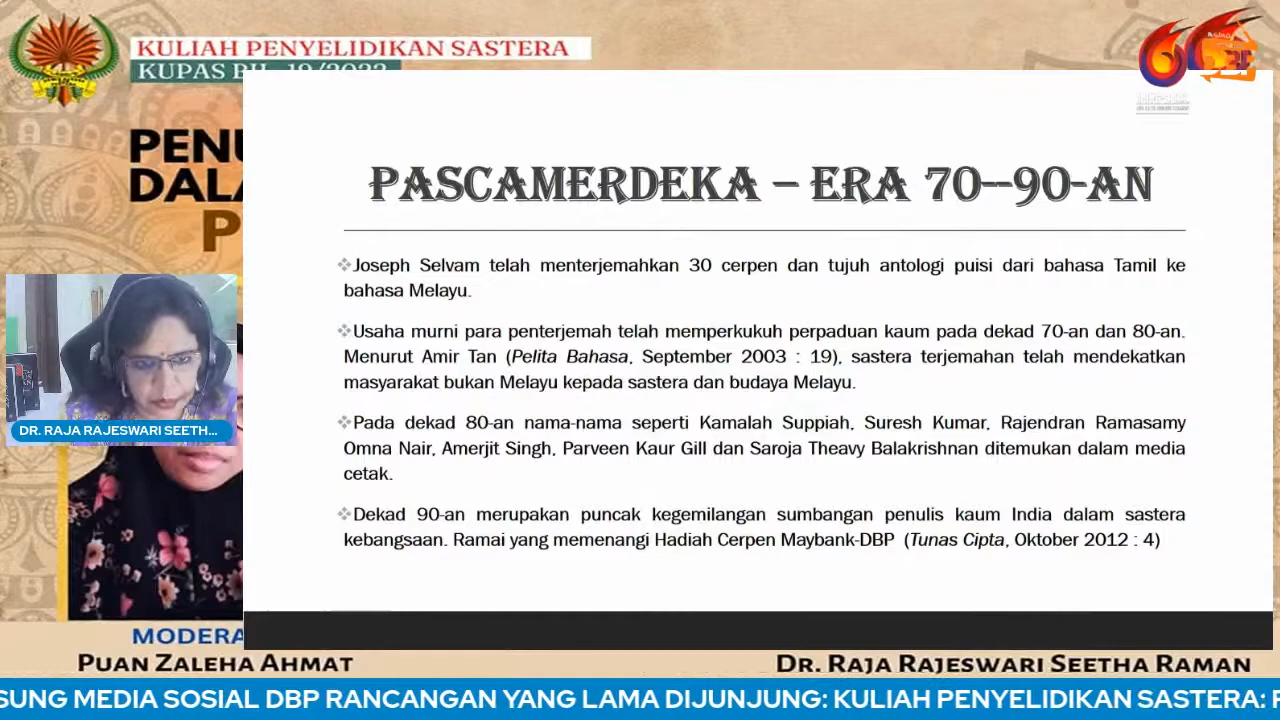 KULIAH PENYELIDIKAN SASTERA
PENU
DALA
P
PASCAMERDEKA – ERA 70--90-AN
Joseph Selvam telah menterjemahkan 30 cerpen dan tujuh antologi puisi dari bahasa Tamil ke
bahasa Melayu.
Usaha murni para penterjemah telah memperkukuh perpaduan kaum pada dekad 70-an dan 80-an.
Menurut Amir Tan (Pelita Bahasa, September 2003 : 19), sastera terjemahan telah mendekatkan
masyarakat bukan Melayu kepada sastera dan budaya Melayu.
Pada dekad 80-an nama-nama seperti Kamalah Suppiah, Suresh Kumar, Rajendran Ramasamy
Omna Nair, Amerjit Singh, Parveen Kaur Gill dan Saroja Theavy Balakrishnan ditemukan dalam media
cetak.
Dekad 90-an merupakan puncak kegemilangan sumbangan penulis kaum India dalam sastera
kebangsaan. Ramai yang memenangi Hadiah Cerpen Maybank-DBP (Tunas Cipta, Oktober 2012 : 4)
DR. RAJA RAJESWARI SEETH...
MODERA
PUAN ZALEHA AHMAT
DR. RAJA RAJESWARI SEETHA RAMAN
SUNG MEDIA SOSIAL DBP RANCANGAN YANG LAMA DIJUNJUNG: KULIAH PENYELIDIKAN SASTERA: